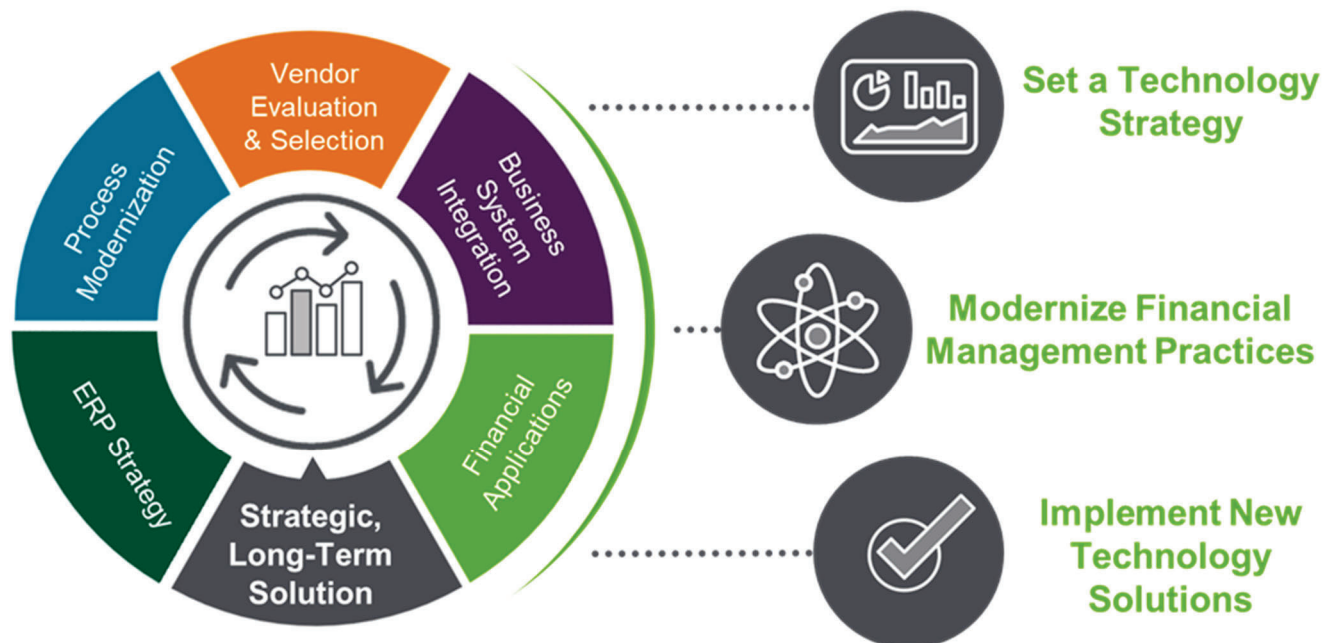 Vendor
Evaluation
& Selection
Business
System
Integration
Financial
Applications
Strategic,
Long-Term
Solution
ERP Strategy
Process
Modernization
Set a Technology
Strategy
Modernize Financial
Management Practices
Implement New
Technology
Solutions